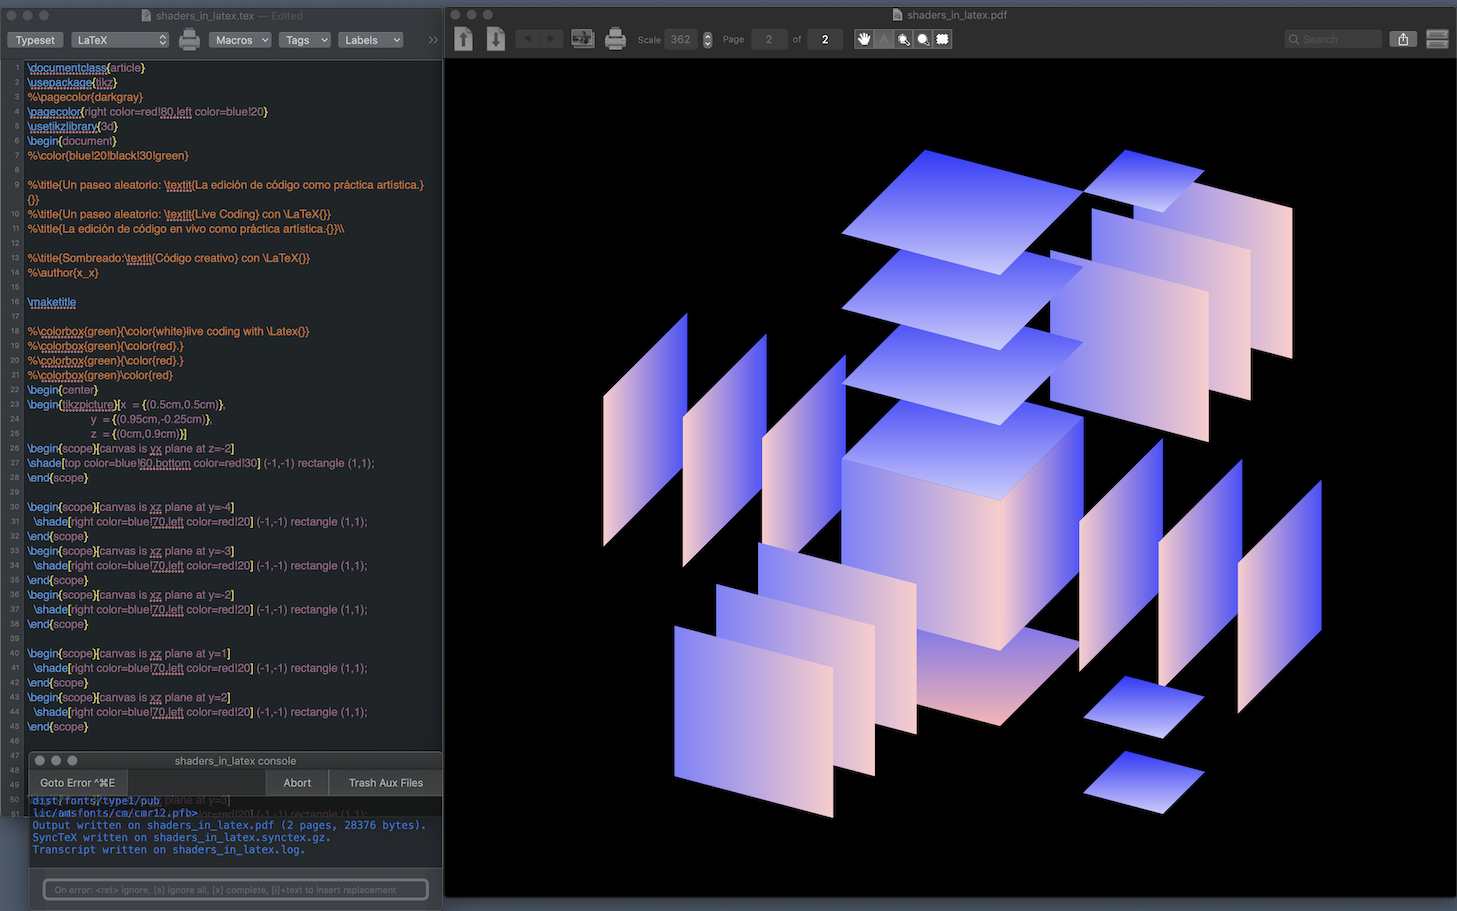 shaders_in_latex.tex — Edited
Typeset LaTeX Macros Tags Labels »
1 \documentclass{article}
2 \usepackage{tikz}
3 %\pagecolor{darkgray}
4 \pagecolor{right color=red!80,left color=blue!20}
5 \usetikzlibrary{3d}
6 \begin{document}
7 %\color{blue!20!black!30!green}
8
9 %\title{Un paseo aleatorio: \textit{La edición de código como práctica artística.}
{}}
10 %\title{Un paseo aleatorio: \textit{Live Coding} con \LaTeX{}}
11 %\title{La edición de código en vivo como práctica artística.{}}\\
12
13 %\title{Sombreado:\textit{Código creativo} con \LaTeX{}}
14 %\author{x_x}
15
16 \maketitle
17
18 %\colorbox{green}{\color{white}live coding with \Latex{}}
19 %\colorbox{green}{\color{red}.}
20 %\colorbox{green}{\color{red}.}
21 %\colorbox{green}\color{red}
22 \begin{center}
23 \begin{tikzpicture}[x = {(0.5cm,0.5cm)},
24 y = {(0.95cm,-0.25cm)},
25 z = {(0cm,0.9cm)}]
26 \begin{scope}[canvas is yx plane at z=-2]
27 \shade[top color=blue!60,bottom color=red!30] (-1,-1) rectangle (1,1);
28 \end{scope}
29
30 \begin{scope}[canvas is xz plane at y=-4]
31 \shade[right color=blue!70,left color=red!20] (-1,-1) rectangle (1,1);
32 \end{scope}
33 \begin{scope}[canvas is xz plane at y=-3]
34 \shade[right color=blue!70,left color=red!20] (-1,-1) rectangle (1,1);
35 \end{scope}
36 \begin{scope}[canvas is xz plane at y=-2]
37 \shade[right color=blue!70,left color=red!20] (-1,-1) rectangle (1,1);
38 \end{scope}
39
40 \begin{scope}[canvas is xz plane at y=1]
41 \shade[right color=blue!70,left color=red!20] (-1,-1) rectangle (1,1);
42 \end{scope}
43 \begin{scope}[canvas is xz plane at y=2]
44 \shade[right color=blue!70,left color=red!20] (-1,-1) rectangle (1,1);
45 \end{scope}
46
47
48
49
50 plane at y=3]
51
shaders_in_latex console
Goto Error ^⌘E Abort Trash Aux Files
dist/fonts/type1/pub
lic/amsfonts/cm/cmr12.pfb>
Output written on shaders_in_latex.pdf (2 pages, 28376 bytes).
SyncTeX written on shaders_in_latex.synctex.gz.
Transcript written on shaders_in_latex.log.
On error: <ret> ignore, [s] ignore all, [x] complete, [i]+text to insert replacement
shaders_in_latex.pdf
Scale 362 Page 2 of 2 A Search